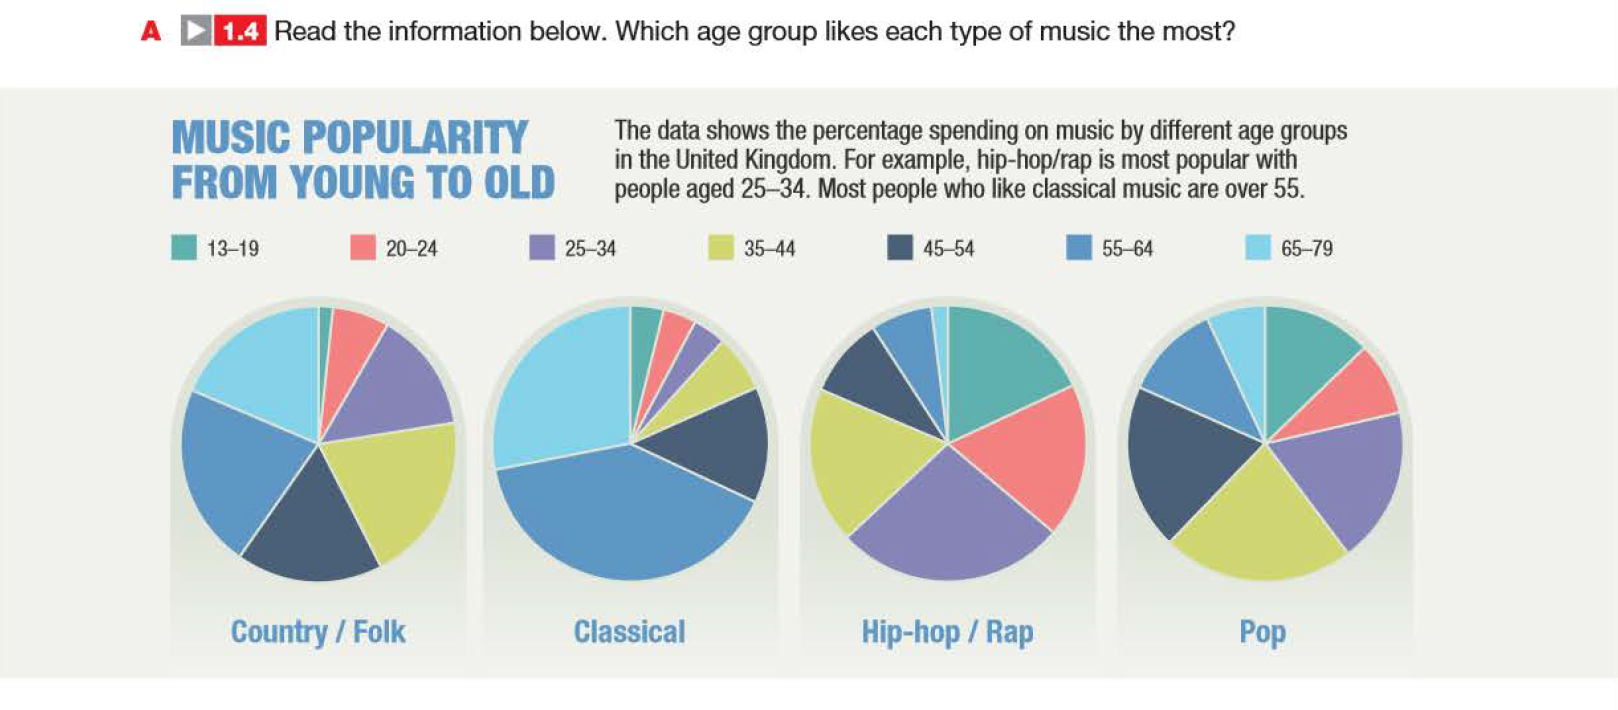 A 1.4 Read the information below. Which age group likes each type of music the most?
MUSIC POPULARITY
FROM YOUNG TO OLD
The data shows the percentage spending on music by different age groups
in the United Kingdom. For example, hip-hop/rap is most popular with
people aged 25–34. Most people who like classical music are over 55.
13–19 20–24 25–34 35–44 45–54 55–64 65–79
Country / Folk Classical Hip-hop / Rap Pop